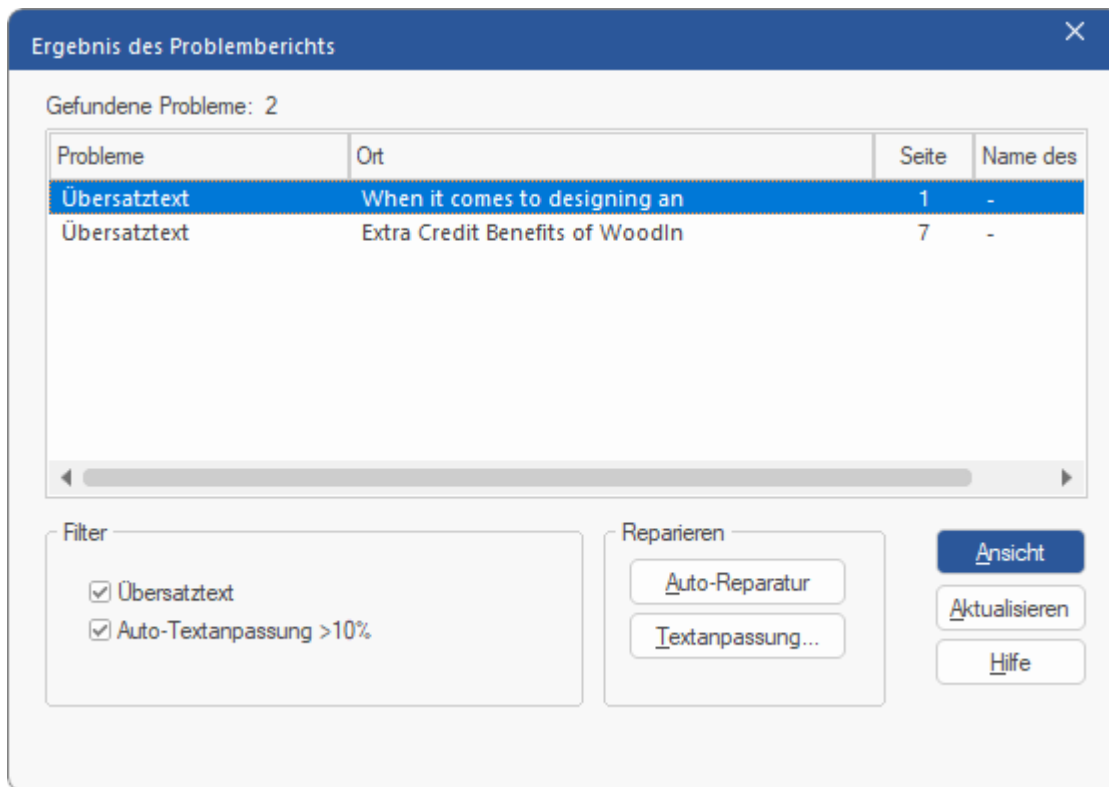 Ergebnis des Problemberichts
Gefundene Probleme: 2
Probleme Ort Seite Name des
Übersatztext When it comes to designing an 1 -
Übersatztext Extra Credit Benefits of WoodIn 7 -
Filter
Übersatztext
Auto-Textanpassung >10%
Reparieren
Auto-Reparatur
Textanpassung...
Ansicht
Aktualisieren
Hilfe